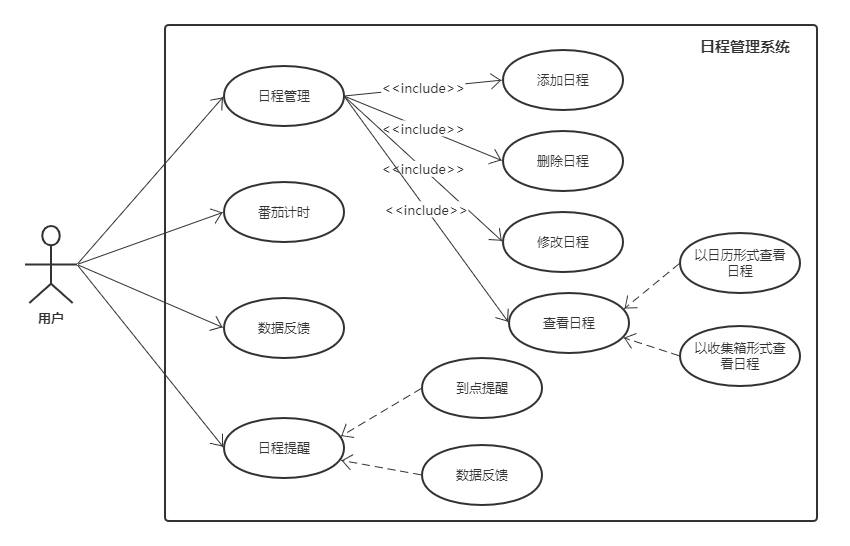 日程管理系统
日程管理
<<include>>
添加日程
<<include>>
删除日程
<<include>>
番茄计时
<<include>>
修改日程
以日历形式查看
日程
用户
数据反馈
查看日程
以收集箱形式查
看日程
到点提醒
日程提醒
数据反馈